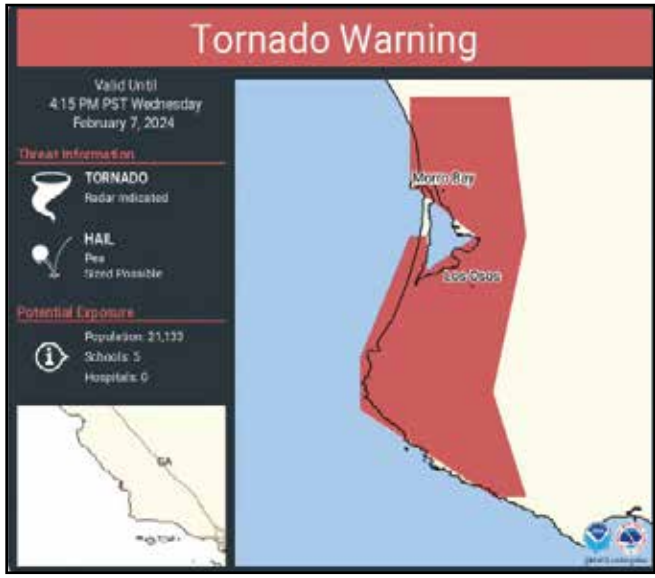 Tornado Warning
Valid Until
4:15 PM PST Wednesday
February 7, 2024
Threat Information
TORNADO
Radar Indicated
HAIL
Pea
Sized Possible
Potential Exposure
Population: 21,133
Schools: 5
Hospitals: 0
Morro Bay
Los Osos
CA